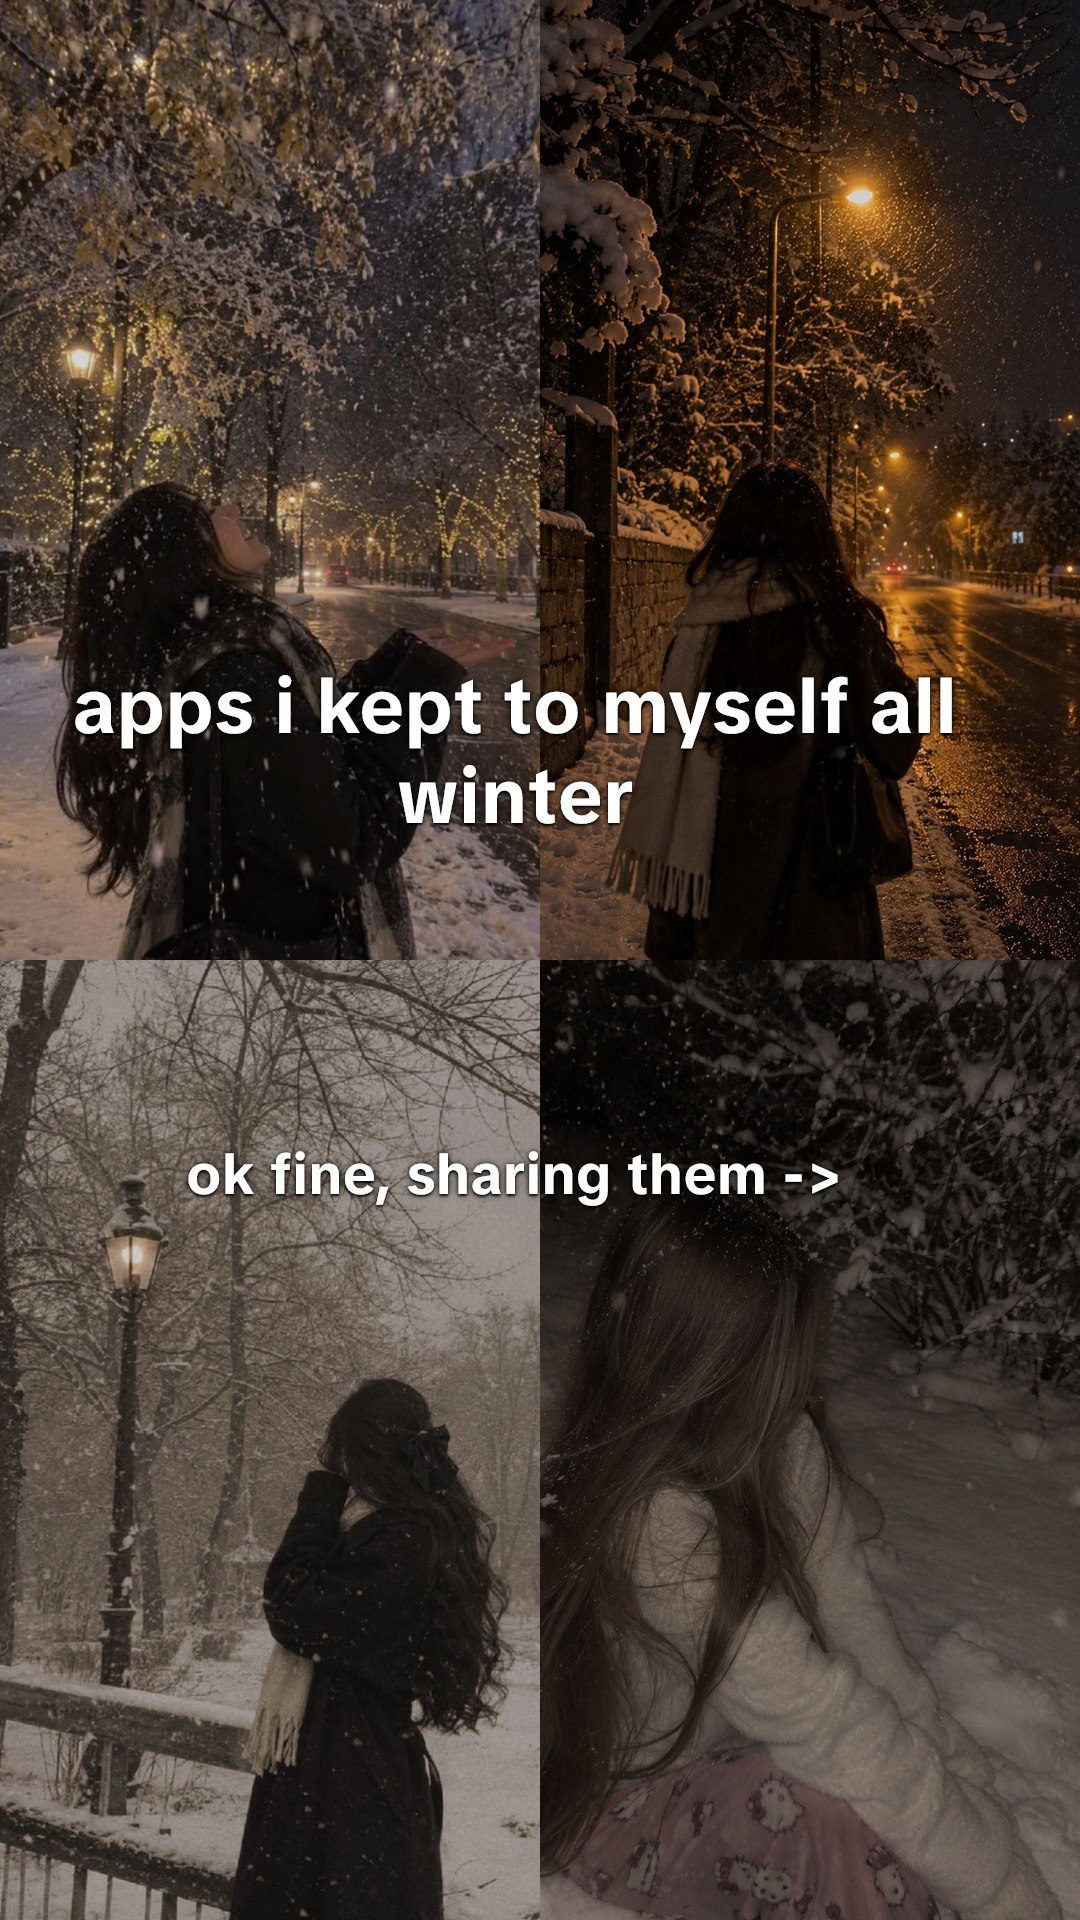 apps i kept to myself all
winter
ok fine, sharing them ->